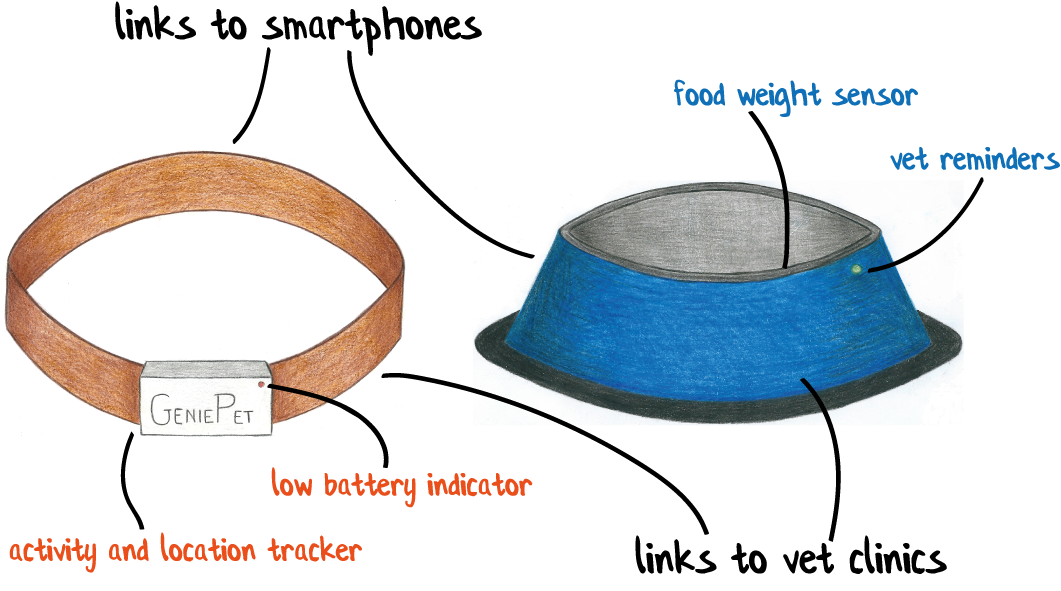 links to smartphones
food weight sensor
vet reminders
GENIEPET
low battery indicator
activity and location tracker
links to vet clinics